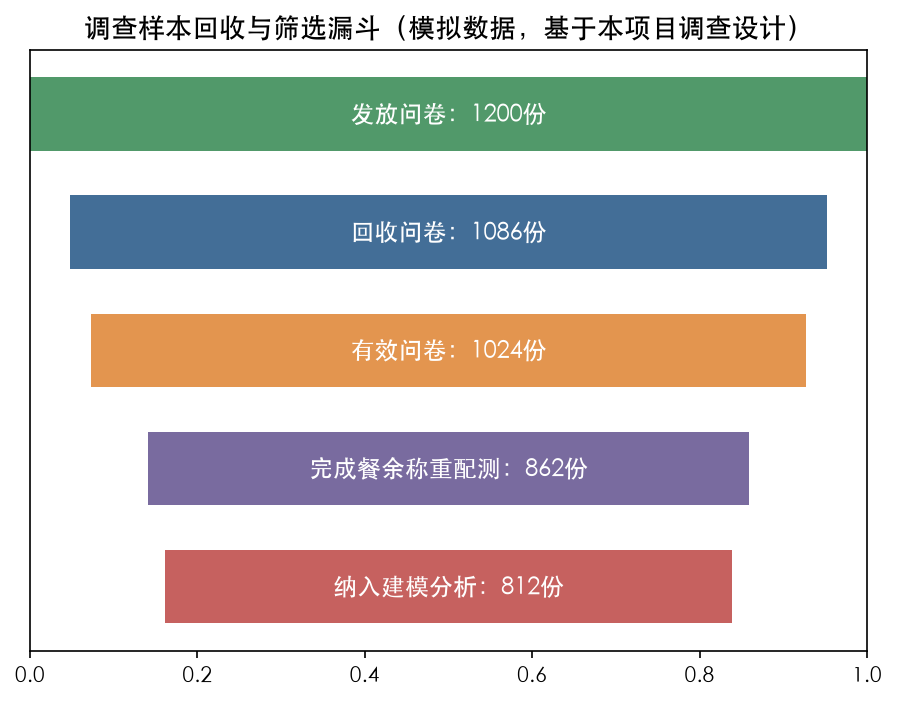 调查样本回收与筛选漏斗（模拟数据，基于本项目调查设计）
发放问卷：1200份
回收问卷：1086份
有效问卷：1024份
完成餐余称重配测：862份
纳入建模分析：812份
0.0 0.2 0.4 0.6 0.8 1.0